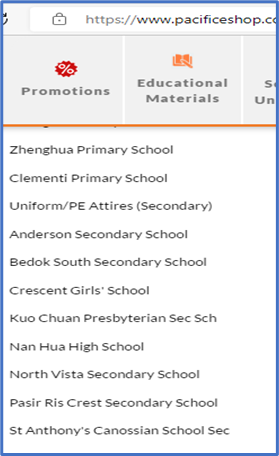 https://www.pacificeshop.co
Promotions
Educational
Materials
Zhenghua Primary School
Clementi Primary School
Uniform/PE Attires (Secondary)
Anderson Secondary School
Bedok South Secondary School
Crescent Girls' School
Kuo Chuan Presbyterian Sec Sch
Nan Hua High School
North Vista Secondary School
Pasir Ris Crest Secondary School
St Anthony's Canossian School Sec